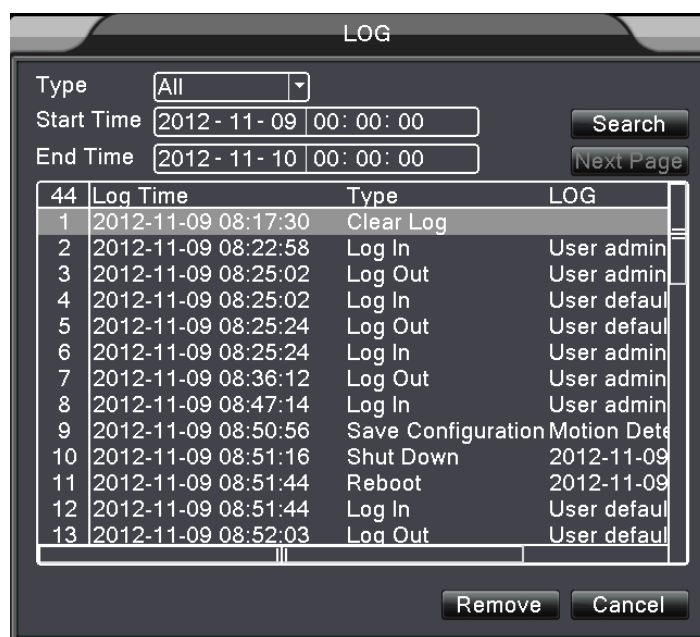 LOG
Type All
Start Time 2012 - 11 - 09 00: 00: 00 Search
End Time 2012 - 11 - 10 00: 00: 00 Next Page
44 Log Time Type LOG
1 2012-11-09 08:17:30 Clear Log
2 2012-11-09 08:22:58 Log In User admin
3 2012-11-09 08:25:02 Log Out User admin
4 2012-11-09 08:25:02 Log In User defaul
5 2012-11-09 08:25:24 Log Out User defaul
6 2012-11-09 08:25:24 Log In User admin
7 2012-11-09 08:36:12 Log Out User admin
8 2012-11-09 08:47:14 Log In User admin
9 2012-11-09 08:50:56 Save Configuration Motion Dete
10 2012-11-09 08:51:16 Shut Down 2012-11-09
11 2012-11-09 08:51:44 Reboot 2012-11-09
12 2012-11-09 08:51:44 Log In User defaul
13 2012-11-09 08:52:03 Log Out User defaul
Remove Cancel